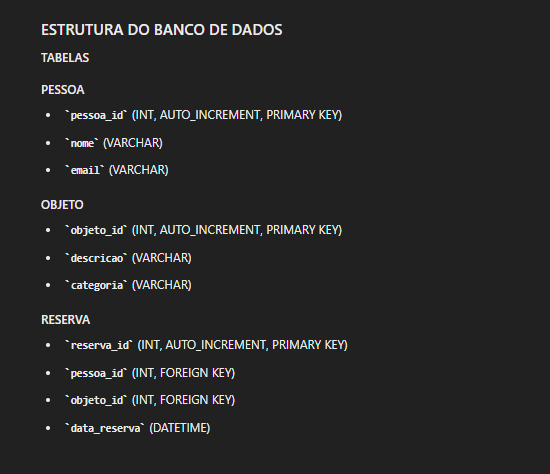 ESTRUTURA DO BANCO DE DADOS
TABELAS
PESSOA
• `pessoa_id` (INT, AUTO_INCREMENT, PRIMARY KEY)
• `nome` (VARCHAR)
• `email` (VARCHAR)
OBJETO
• `objeto_id` (INT, AUTO_INCREMENT, PRIMARY KEY)
• `descricao` (VARCHAR)
• `categoria` (VARCHAR)
RESERVA
• `reserva_id` (INT, AUTO_INCREMENT, PRIMARY KEY)
• `pessoa_id` (INT, FOREIGN KEY)
• `objeto_id` (INT, FOREIGN KEY)
• `data_reserva` (DATETIME)